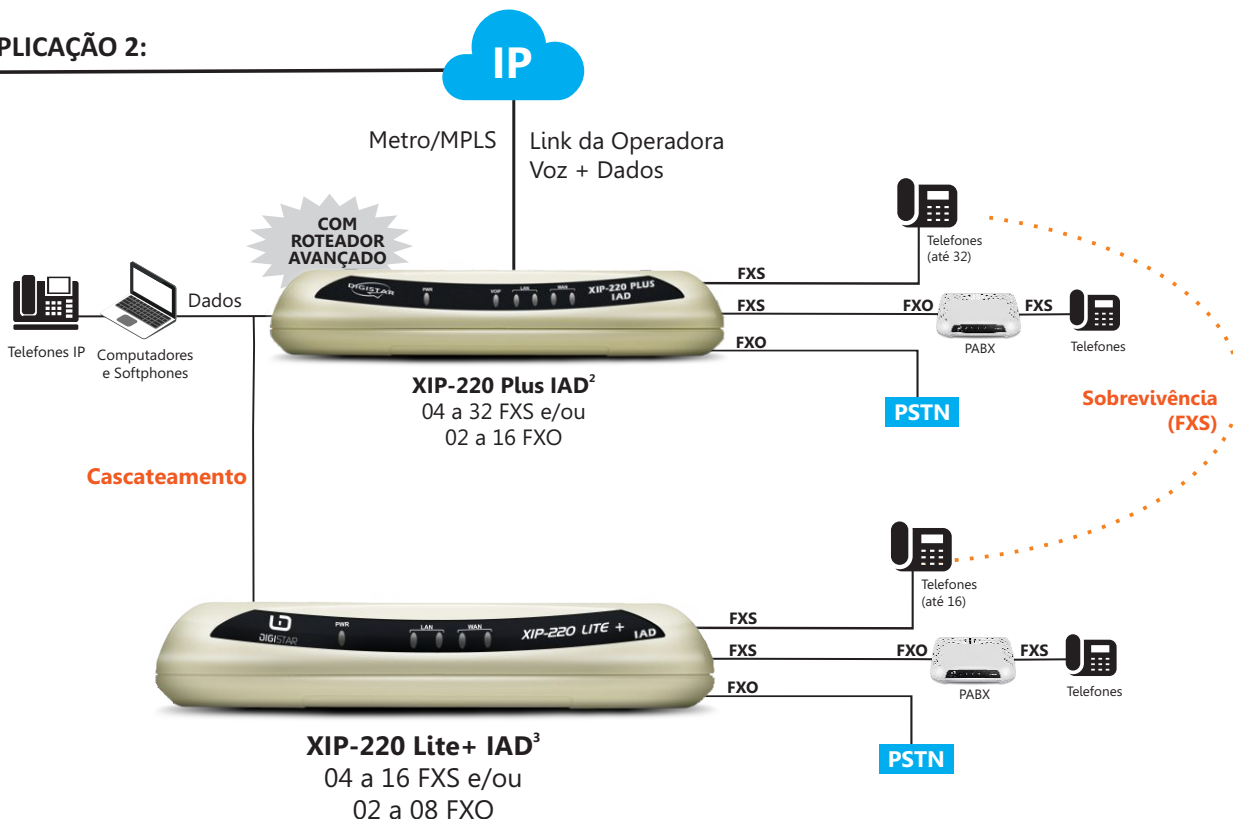 PLICAÇÃO 2:
IP
Metro/MPLS
Link da Operadora
Voz + Dados
COM
ROTEADOR
AVANÇADO
DIGISTAR
PWR
VOIP
LAN
WAN
XIP-220 PLUS
IAD
Dados
Telefones IP
Computadores
e Softphones
FXS
Telefones
(até 32)
FXS
FXO
FXS
PABX
Telefones
FXO
PSTN
XIP-220 Plus IAD²
04 a 32 FXS e/ou
02 a 16 FXO
Sobrevivência
(FXS)
Cascateamento
DIGISTAR
PWR
LAN
WAN
XIP-220 LITE +
IAD
FXS
Telefones
(até 16)
FXS
FXO
FXS
PABX
Telefones
FXO
PSTN
XIP-220 Lite+ IAD³
04 a 16 FXS e/ou
02 a 08 FXO